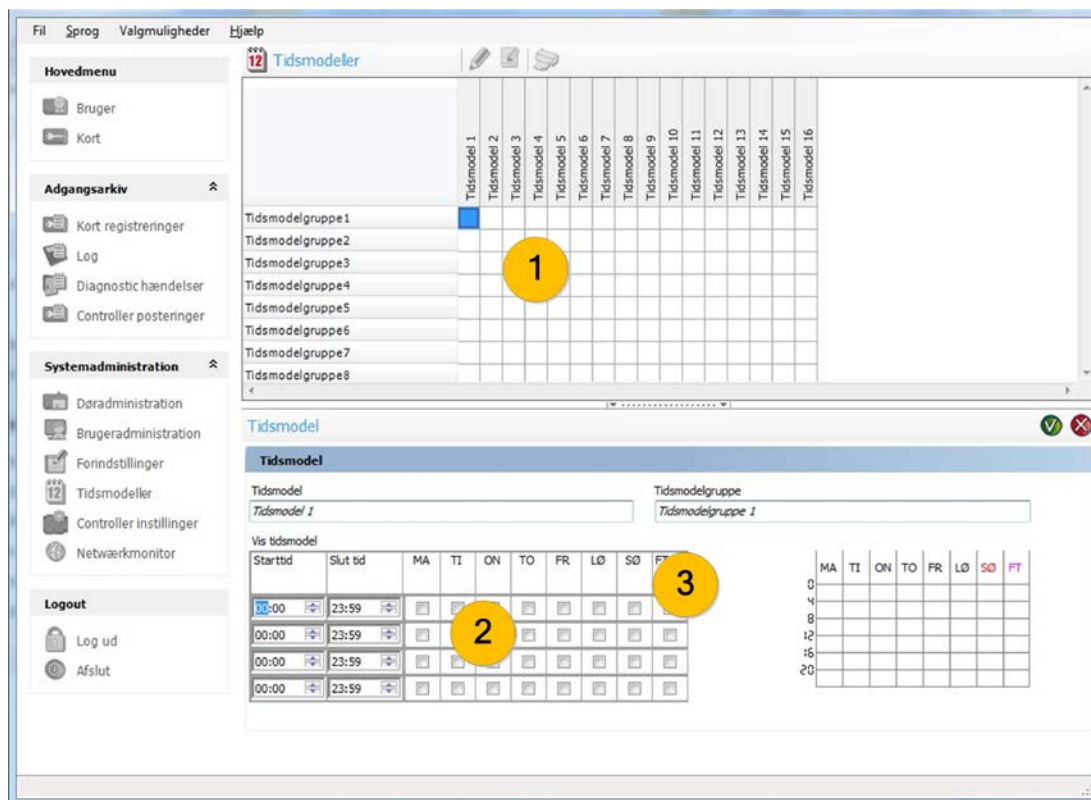 Fil Sprog Valgmuligheder Hjælp
Hovedmenu
Bruger
Kort
Adgangsarkiv
Kort registreringer
Log
Diagnostic hændelser
Controller posteringer
Systemadministration
Døradministration
Brugeradministration
Forindstillinger
12 Tidsmodeller
Controller instillinger
Netwærkmonitor
Logout
Log ud
Afslut
12 Tidsmodeller
Tidsmodel 1
Tidsmodel 2
Tidsmodel 3
Tidsmodel 4
Tidsmodel 5
Tidsmodel 6
Tidsmodel 7
Tidsmodel 8
Tidsmodel 9
Tidsmodel 10
Tidsmodel 11
Tidsmodel 12
Tidsmodel 13
Tidsmodel 14
Tidsmodel 15
Tidsmodel 16
Tidsmodelgruppe1
Tidsmodelgruppe2
Tidsmodelgruppe3
Tidsmodelgruppe4
Tidsmodelgruppe5
Tidsmodelgruppe6
Tidsmodelgruppe7
Tidsmodelgruppe8
1
Tidsmodel
Tidsmodel
Tidsmodel Tidsmodelgruppe
Tidsmodel 1 Tidsmodelgruppe 1
Vis tidsmodel
Starttid Slut tid MA TI ON TO FR LØ SØ
3
00:00 23:59
2
00:00 23:59
00:00 23:59
00:00 23:59
MA TI ON TO FR LØ SØ FT
0
4
8
12
16
20